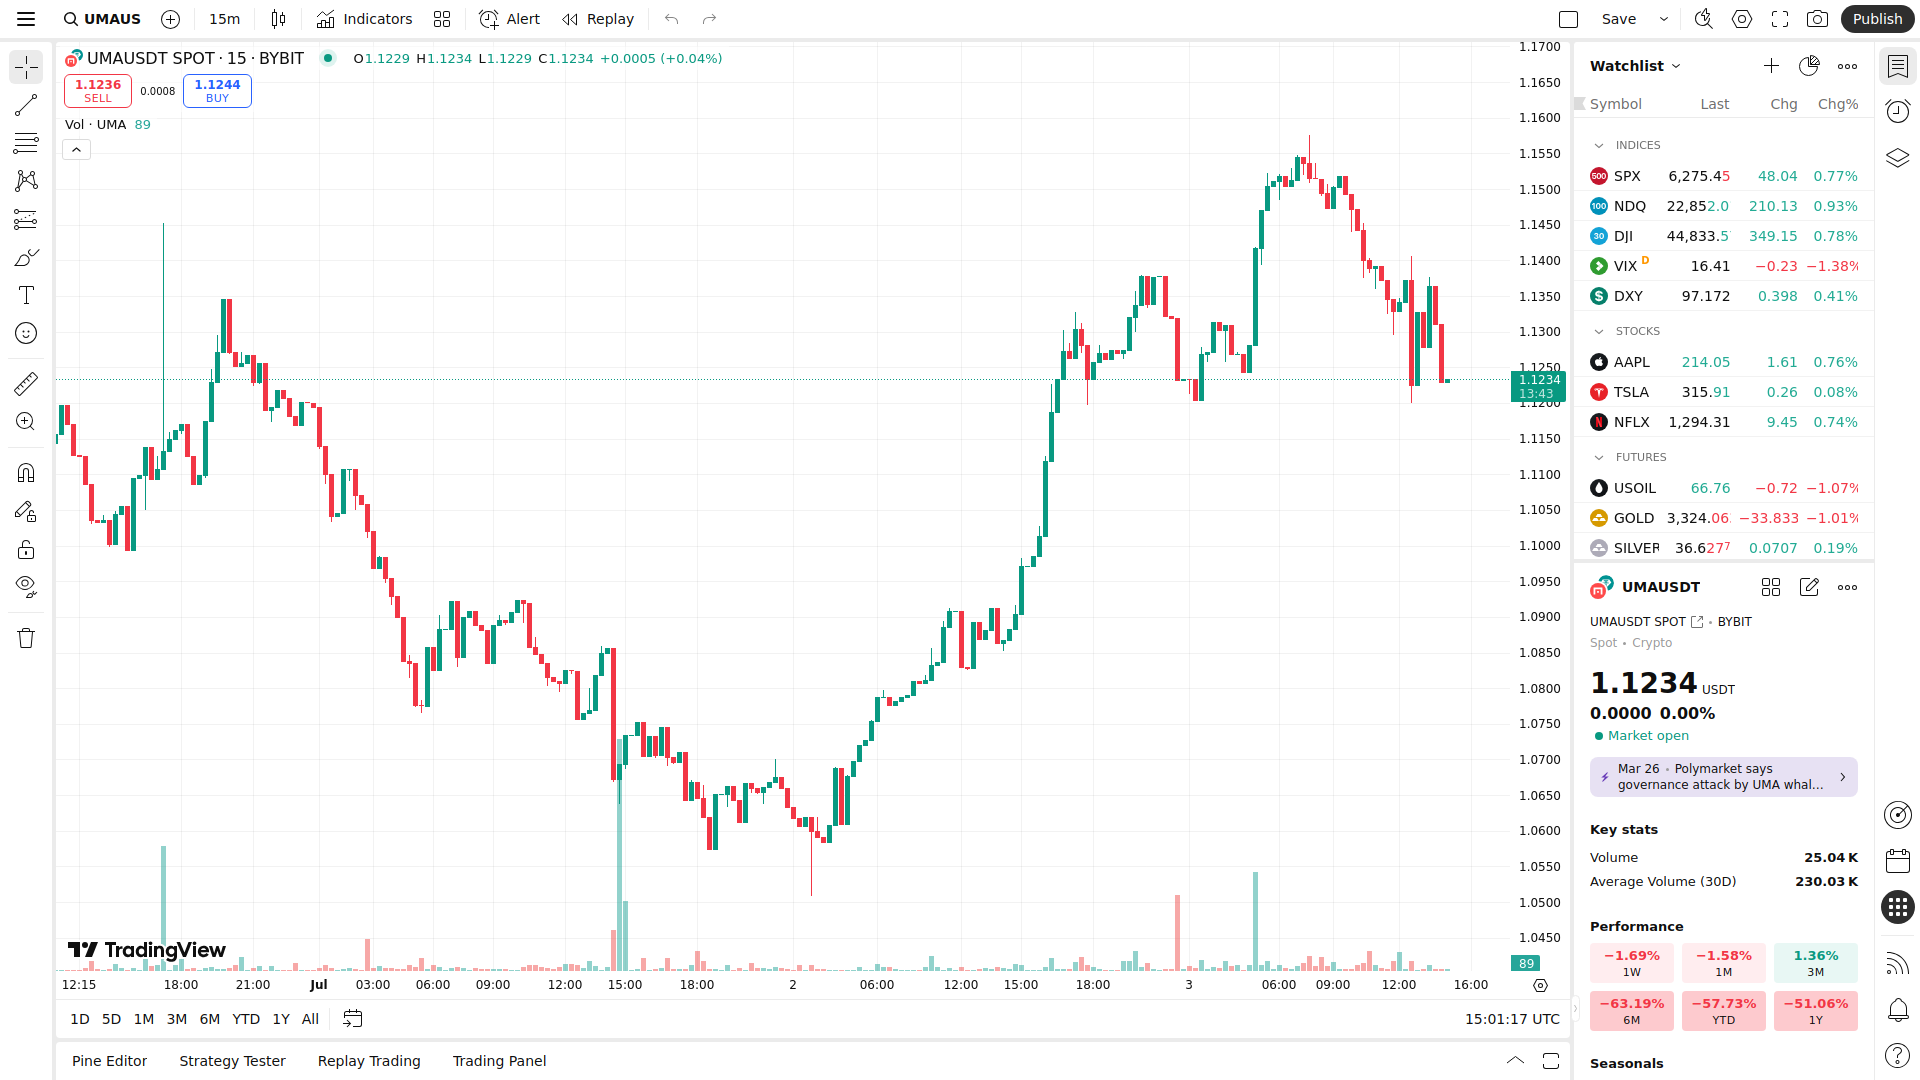 UMAUS
15m
Indicators
Alert
Replay
Save
Publish
UMAUSDT SPOT · 15 · BYBIT
O1.1229 H1.1234 L1.1229 C1.1234 +0.0005 (+0.04%)
1.1236
SELL
0.0008
1.1244
BUY
Vol · UMA 89
1.1700
1.1650
1.1600
1.1550
1.1500
1.1450
1.1400
1.1350
1.1300
1.1250
1.1234
13:43
1.1200
1.1150
1.1100
1.1050
1.1000
1.0950
1.0900
1.0850
1.0800
1.0750
1.0700
1.0650
1.0600
1.0550
1.0500
1.0450
89
TradingView
12:15 18:00 21:00 Jul 03:00 06:00 09:00 12:00 15:00 18:00 2 06:00 12:00 15:00 18:00 3 06:00 09:00 12:00 16:00
1D 5D 1M 3M 6M YTD 1Y All
15:01:17 UTC
Pine Editor Strategy Tester Replay Trading Trading Panel
Watchlist
Symbol Last Chg Chg%
INDICES
500 SPX 6,275.45 48.04 0.77%
100 NDQ 22,852.0 210.13 0.93%
30 DJI 44,833.5 349.15 0.78%
VIX D 16.41 −0.23 −1.38%
DXY 97.172 0.398 0.41%
STOCKS
AAPL 214.05 1.61 0.76%
TSLA 315.91 0.26 0.08%
NFLX 1,294.31 9.45 0.74%
FUTURES
USOIL 66.76 −0.72 −1.07%
GOLD 3,324.06 −33.833 −1.01%
SILVER 36.6277 0.0707 0.19%
UMAUSDT
UMAUSDT SPOT • BYBIT
Spot • Crypto
1.1234 USDT
0.0000 0.00%
Market open
Mar 26 • Polymarket says
governance attack by UMA whal...
Key stats
Volume 25.04 K
Average Volume (30D) 230.03 K
Performance
−1.69%
1W
−1.58%
1M
1.36%
3M
−63.19%
6M
−57.73%
YTD
−51.06%
1Y
Seasonals